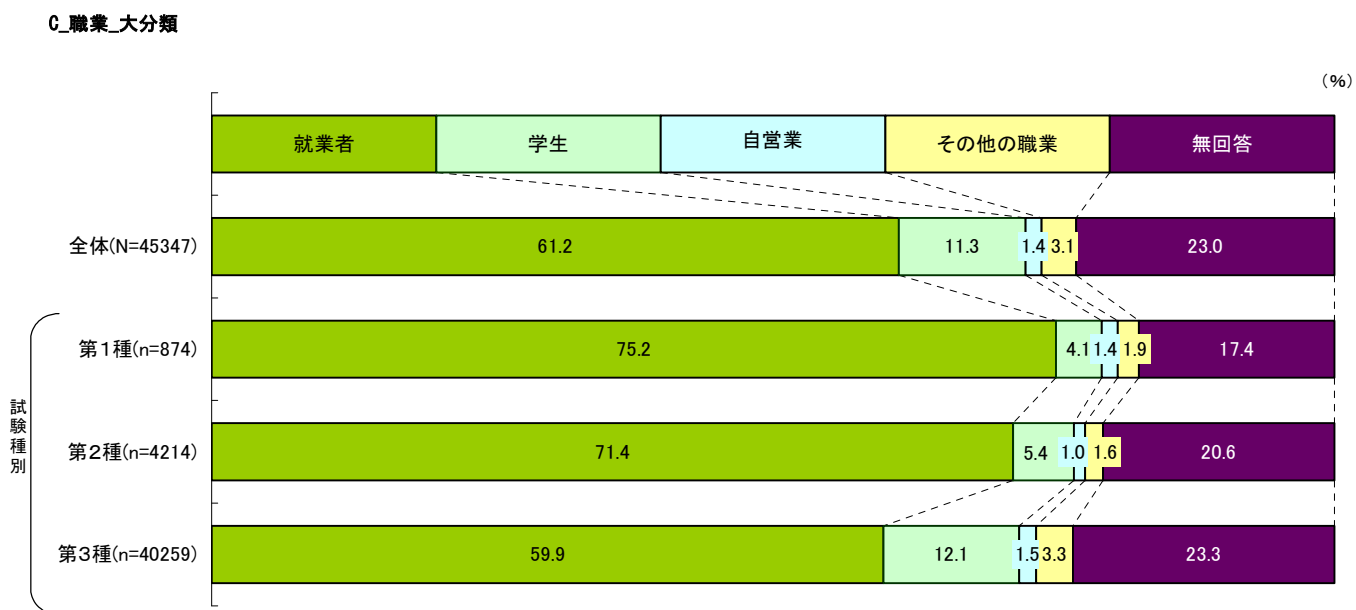 C_職業_大分類
(%)
就業者 学生 自営業 その他の職業 無回答
全体(N=45347) 61.2 11.3 1.4 3.1 23.0
試験種別
第1種(n=874) 75.2 4.1 1.4 1.9 17.4
第2種(n=4214) 71.4 5.4 1.0 1.6 20.6
第3種(n=40259) 59.9 12.1 1.5 3.3 23.3